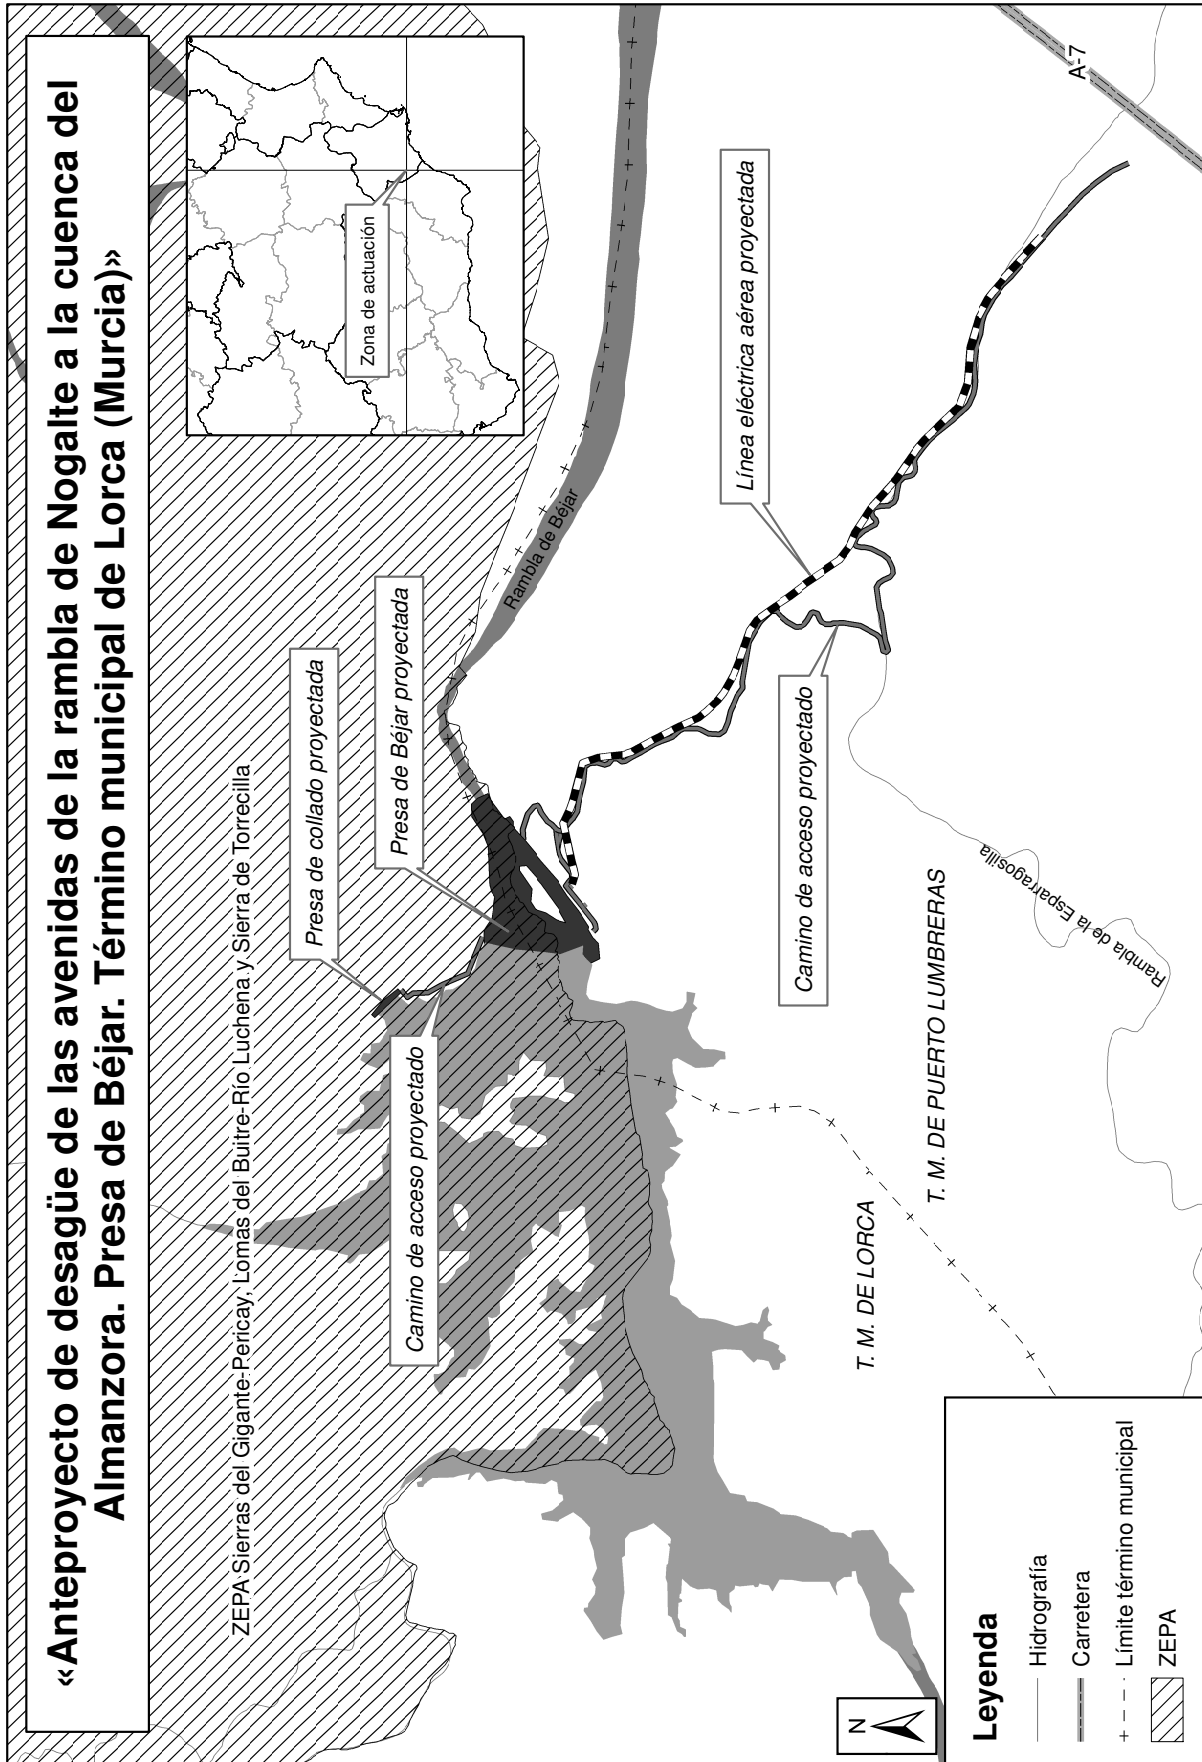 «Anteproyecto de desagüe de las avenidas de la rambla de Nogalte a la cuenca del
Almanzora. Presa de Béjar. Término municipal de Lorca (Murcia)»
Zona de actuación
ZEPA Sierras del Gigante-Pericay, Lomas del Buitre-Río Luchena y Sierra de Torrecilla
Presa de collado proyectada
Presa de Béjar proyectada
Camino de acceso proyectado
Rambla de Béjar
Línea eléctrica aérea proyectada
Camino de acceso proyectado
A-7
Rambla de la Esparragosilla
T. M. DE LORCA
T. M. DE PUERTO LUMBRERAS
N
Leyenda
Hidrografía
Carretera
Límite término municipal
ZEPA